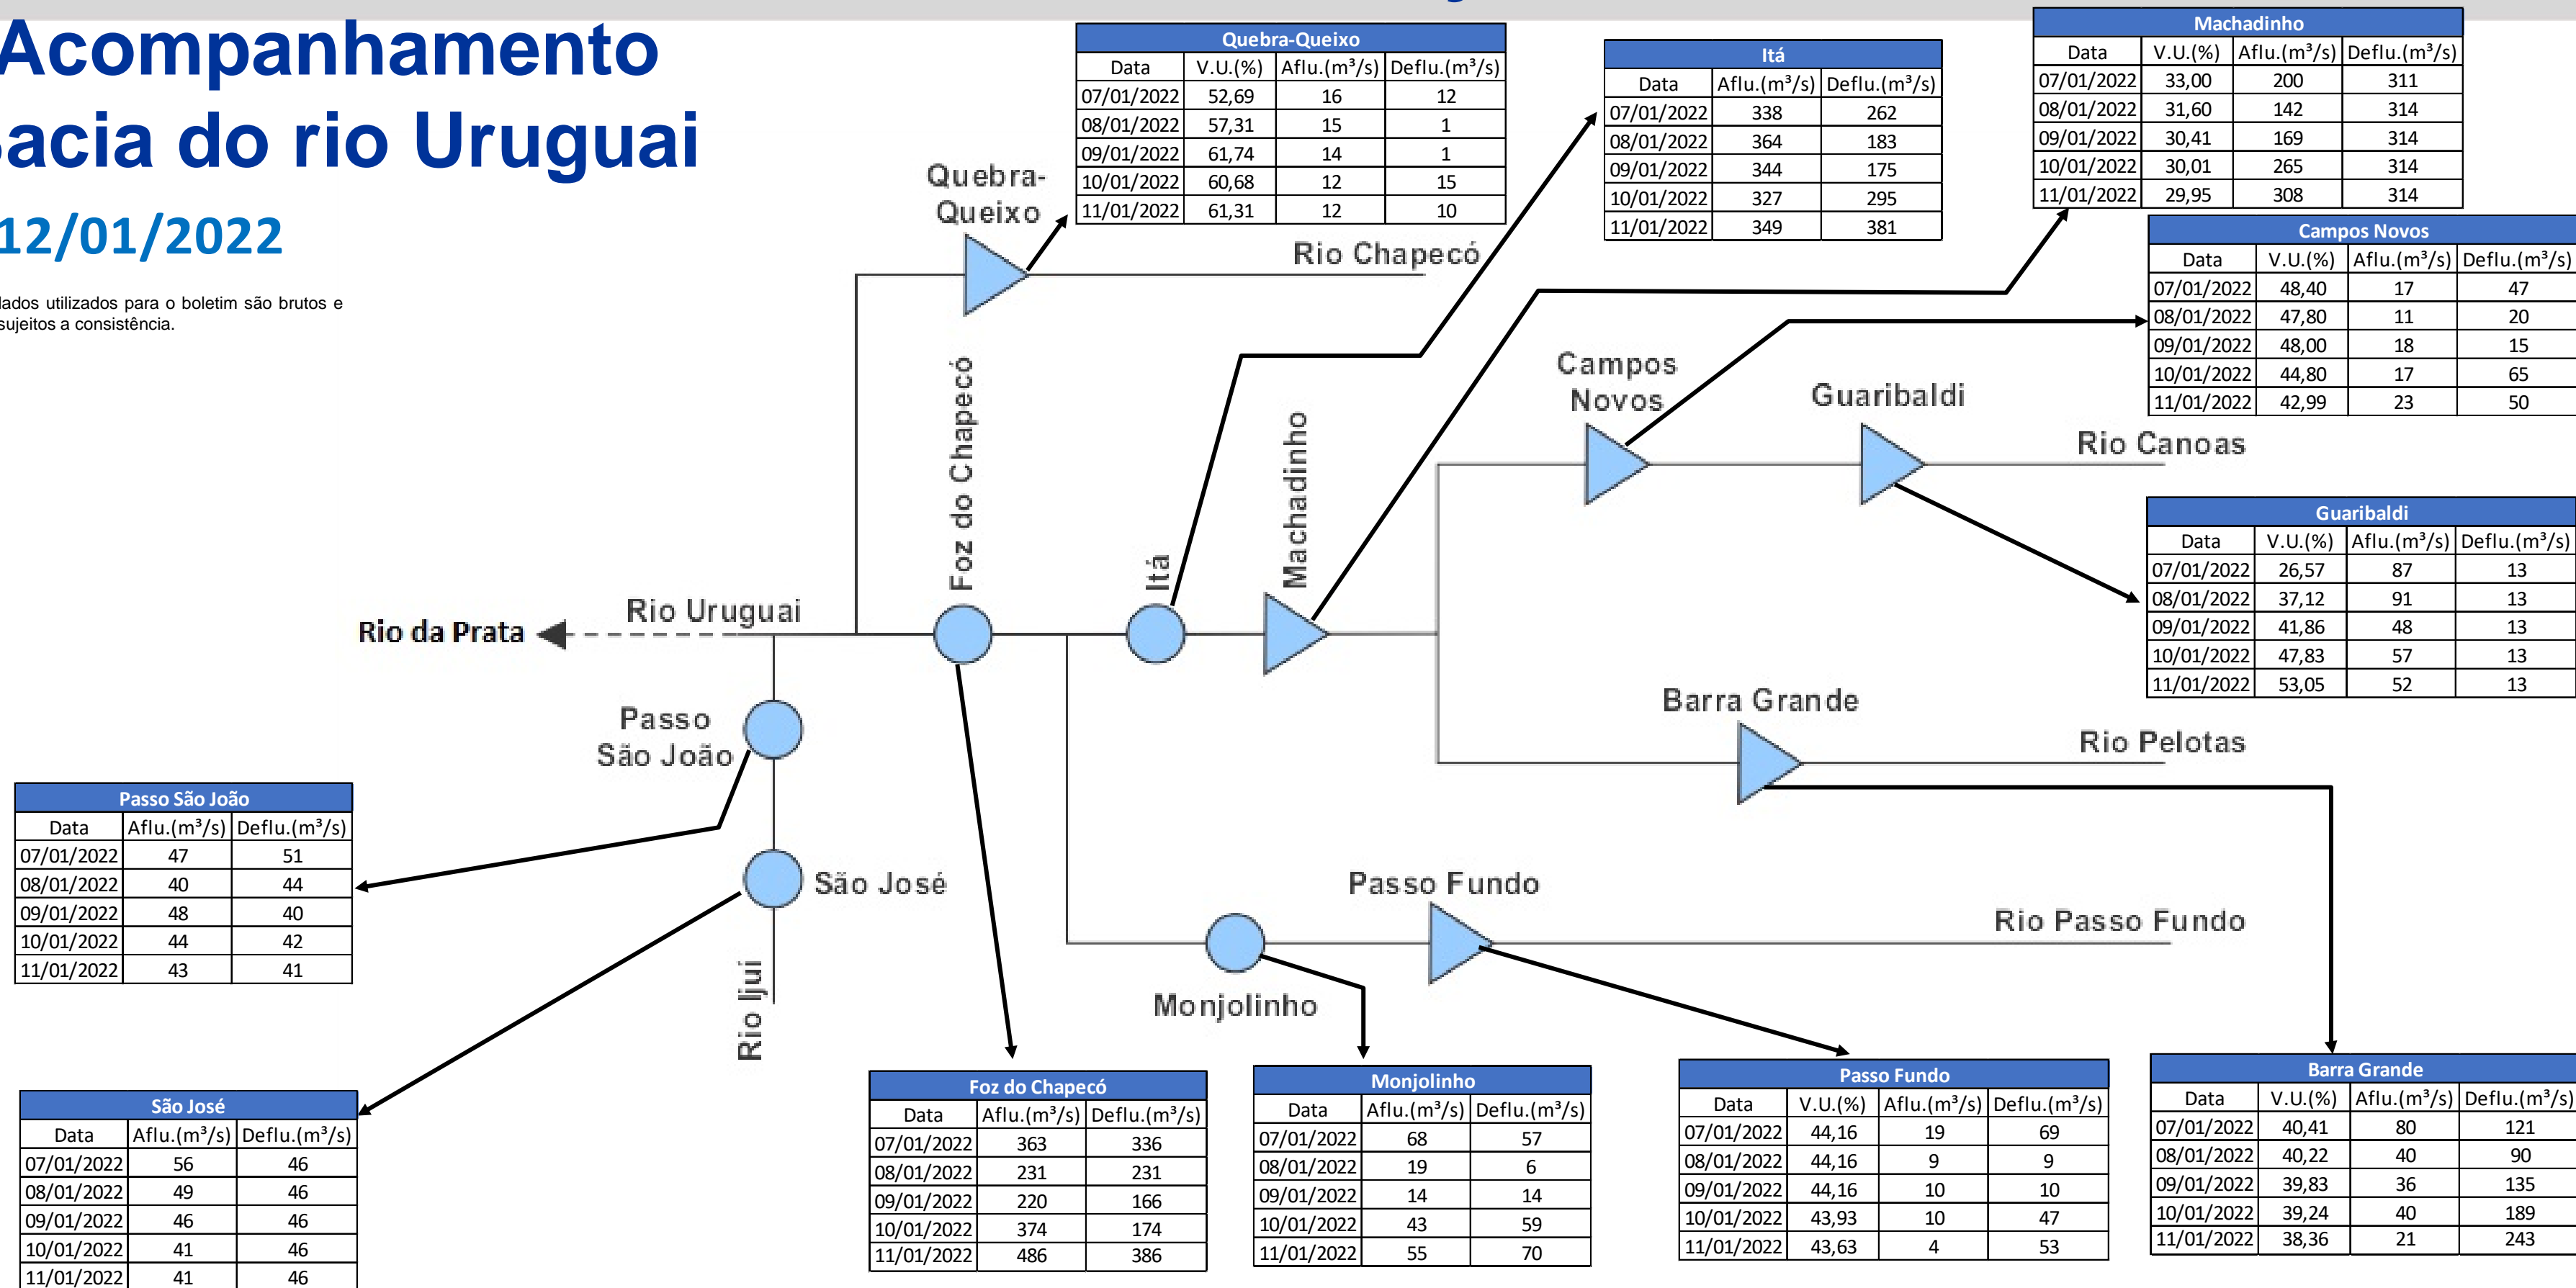 Acompanhamento
acia do rio Uruguai
12/01/2022
dados utilizados para o boletim são brutos e
sujeitos a consistência.
Quebra-Queixo
Data V.U.(%) Aflu.(m³/s) Deflu.(m³/s)
07/01/2022 52,69 16 12
08/01/2022 57,31 15 1
09/01/2022 61,74 14 1
10/01/2022 60,68 12 15
11/01/2022 61,31 12 10
Itá
Data Aflu.(m³/s) Deflu.(m³/s)
07/01/2022 338 262
08/01/2022 364 183
09/01/2022 344 175
10/01/2022 327 295
11/01/2022 349 381
Machadinho
Data V.U.(%) Aflu.(m³/s) Deflu.(m³/s)
07/01/2022 33,00 200 311
08/01/2022 31,60 142 314
09/01/2022 30,41 169 314
10/01/2022 30,01 265 314
11/01/2022 29,95 308 314
Campos Novos
Data V.U.(%) Aflu.(m³/s) Deflu.(m³/s)
07/01/2022 48,40 17 47
08/01/2022 47,80 11 20
09/01/2022 48,00 18 15
10/01/2022 44,80 17 65
11/01/2022 42,99 23 50
Quebra-
Queixo
Rio Chapecó
Foz do Chapecó
Itá
Machadinho
Campos
Novos
Guaribaldi
Rio Canoas
Guaribaldi
Data V.U.(%) Aflu.(m³/s) Deflu.(m³/s)
07/01/2022 26,57 87 13
08/01/2022 37,12 91 13
09/01/2022 41,86 48 13
10/01/2022 47,83 57 13
11/01/2022 53,05 52 13
Rio da Prata
Rio Uruguai
Passo
São João
Barra Grande
Rio Pelotas
São José
Rio Ijuí
Passo Fundo
Rio Passo Fundo
Monjolinho
Passo São João
Data Aflu.(m³/s) Deflu.(m³/s)
07/01/2022 47 51
08/01/2022 40 44
09/01/2022 48 40
10/01/2022 44 42
11/01/2022 43 41
São José
Data Aflu.(m³/s) Deflu.(m³/s)
07/01/2022 56 46
08/01/2022 49 46
09/01/2022 46 46
10/01/2022 41 46
11/01/2022 41 46
Foz do Chapecó
Data Aflu.(m³/s) Deflu.(m³/s)
07/01/2022 363 336
08/01/2022 231 231
09/01/2022 220 166
10/01/2022 374 174
11/01/2022 486 386
Monjolinho
Data Aflu.(m³/s) Deflu.(m³/s)
07/01/2022 68 57
08/01/2022 19 6
09/01/2022 14 14
10/01/2022 43 59
11/01/2022 55 70
Passo Fundo
Data V.U.(%) Aflu.(m³/s) Deflu.(m³/s)
07/01/2022 44,16 19 69
08/01/2022 44,16 9 9
09/01/2022 44,16 10 10
10/01/2022 43,93 10 47
11/01/2022 43,63 4 53
Barra Grande
Data V.U.(%) Aflu.(m³/s) Deflu.(m³/s)
07/01/2022 40,41 80 121
08/01/2022 40,22 40 90
09/01/2022 39,83 36 135
10/01/2022 39,24 40 189
11/01/2022 38,36 21 243